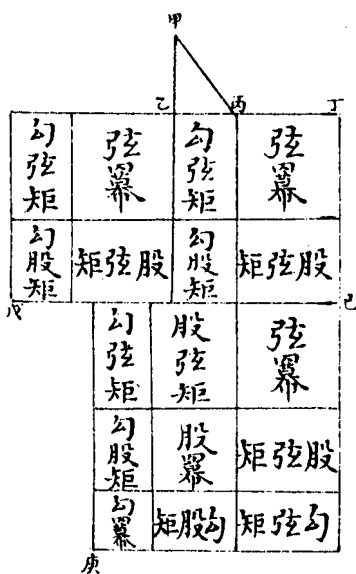 甲
乙 丙 丁
勾弦矩 弦冪 勾弦矩 弦冪
勾股矩 矩弦股 勾股矩 矩弦股
戊 己
勾弦矩 股弦矩 弦冪
勾股矩 股冪 矩弦股
勾冪 矩股勾 矩弦勾
庚